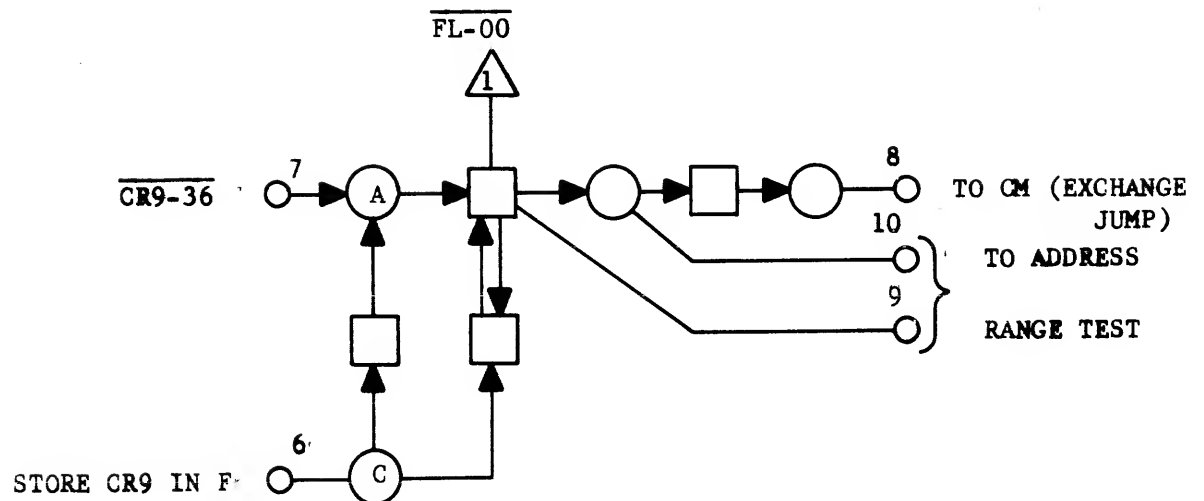 FL-00
1
CR9-36
7
A
8
TO CM (EXCHANGE
JUMP)
10
TO ADDRESS
9
RANGE TEST
6
STORE CR9 IN F
C